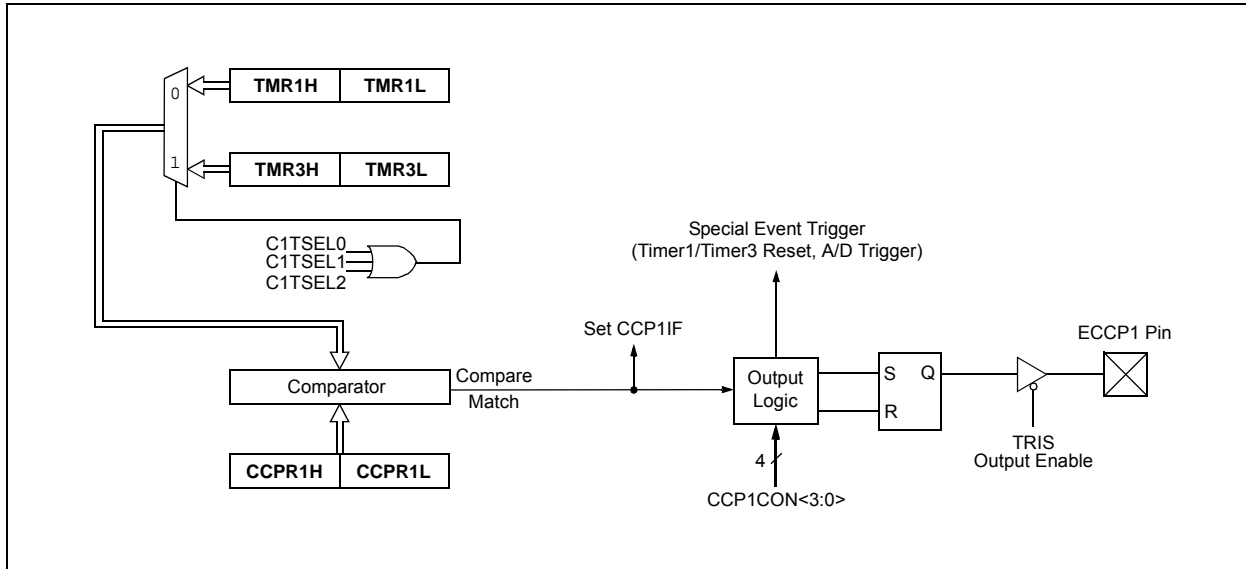 0
TMR1H TMR1L
1
TMR3H TMR3L
C1TSEL0
C1TSEL1
C1TSEL2
Special Event Trigger
(Timer1/Timer3 Reset, A/D Trigger)
Set CCP1IF
ECCP1 Pin
Comparator
Compare
Match
Output
Logic
S Q
R
TRIS
Output Enable
CCPR1H CCPR1L
4
CCP1CON<3:0>